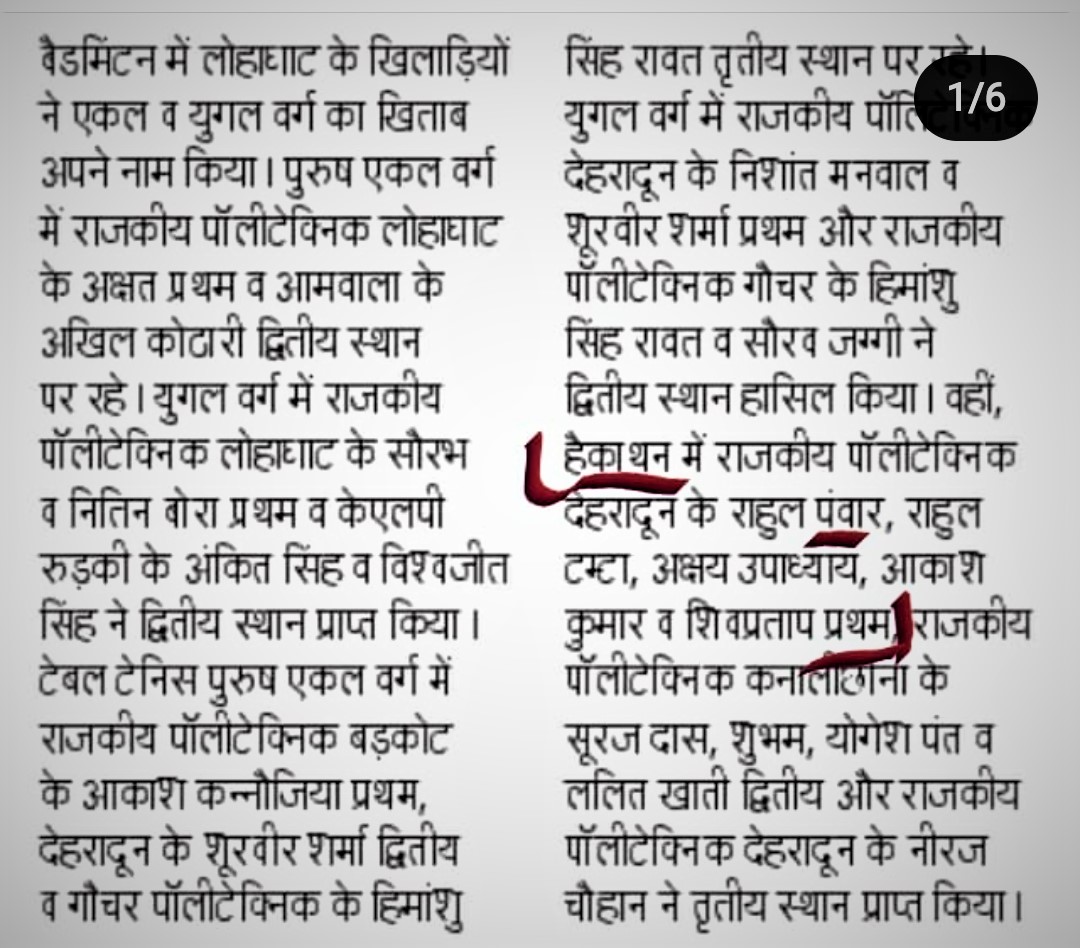 बैडमिंटन में लोहाघाट के खिलाड़ियों
ने एकल व युगल वर्ग का खिताब
अपने नाम किया। पुरुष एकल वर्ग
में राजकीय पॉलीटेक्निक लोहाघाट
के अक्षत प्रथम व आमवाला के
अखिल कोठारी द्वितीय स्थान
पर रहे। युगल वर्ग में राजकीय
पॉलीटेक्निक लोहाघाट के सौरभ
व नितिन बोरा प्रथम व केएलपी
रुड़की के अंकित सिंह व विश्वजीत
सिंह ने द्वितीय स्थान प्राप्त किया।
टेबल टेनिस पुरुष एकल वर्ग में
राजकीय पॉलीटेक्निक बड़कोट
के आकाश कन्नौजिया प्रथम,
देहरादून के शूरवीर शर्मा द्वितीय
व गौचर पॉलीटेक्निक के हिमांशु
सिंह रावत तृतीय स्थान पर रहे।
1/6
युगल वर्ग में राजकीय पॉलिटेक्निक
देहरादून के निशांत मनवाल व
शूरवीर शर्मा प्रथम और राजकीय
पॉलीटेक्निक गौचर के हिमांशु
सिंह रावत व सौरव जग्गी ने
द्वितीय स्थान हासिल किया। वहीं,
हैकाथन में राजकीय पॉलीटेक्निक
देहरादून के राहुल पंवार, राहुल
टम्टा, अक्षय उपाध्याय, आकाश
कुमार व शिवप्रताप प्रथम, राजकीय
पॉलीटेक्निक कनालीछीना के
सूरज दास, शुभम, योगेश पंत व
ललित खाती द्वितीय और राजकीय
पॉलीटेक्निक देहरादून के नीरज
चौहान ने तृतीय स्थान प्राप्त किया।